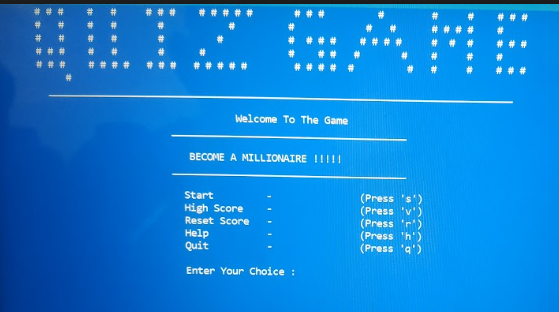 QUIZ GAME
Welcome To The Game
BECOME A MILLIONAIRE !!!!!
Start - (Press 's')
High Score - (Press 'v')
Reset Score - (Press 'r')
Help - (Press 'h')
Quit - (Press 'q')
Enter Your Choice :